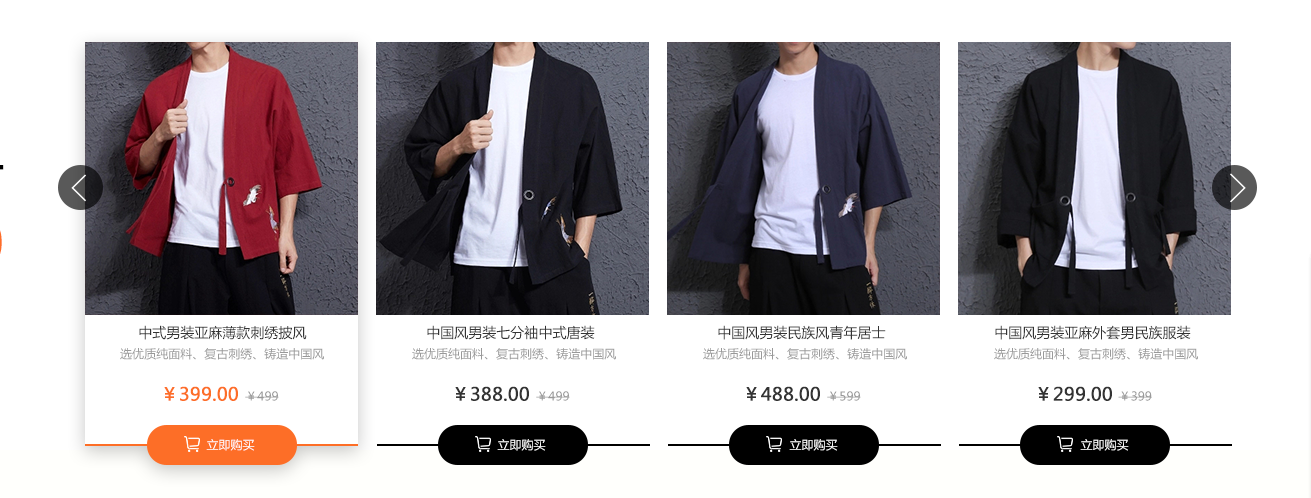 中式男装亚麻薄款刺绣披风
选优质纯面料、复古刺绣、铸造中国风
¥ 399.00 ¥ 499
立即购买
中国风男装七分袖中式唐装
选优质纯面料、复古刺绣、铸造中国风
¥ 388.00 ¥ 499
立即购买
中国风男装民族风青年居士
选优质纯面料、复古刺绣、铸造中国风
¥ 488.00 ¥ 599
立即购买
中国风男装亚麻外套男民族服装
选优质纯面料、复古刺绣、铸造中国风
¥ 299.00 ¥ 399
立即购买